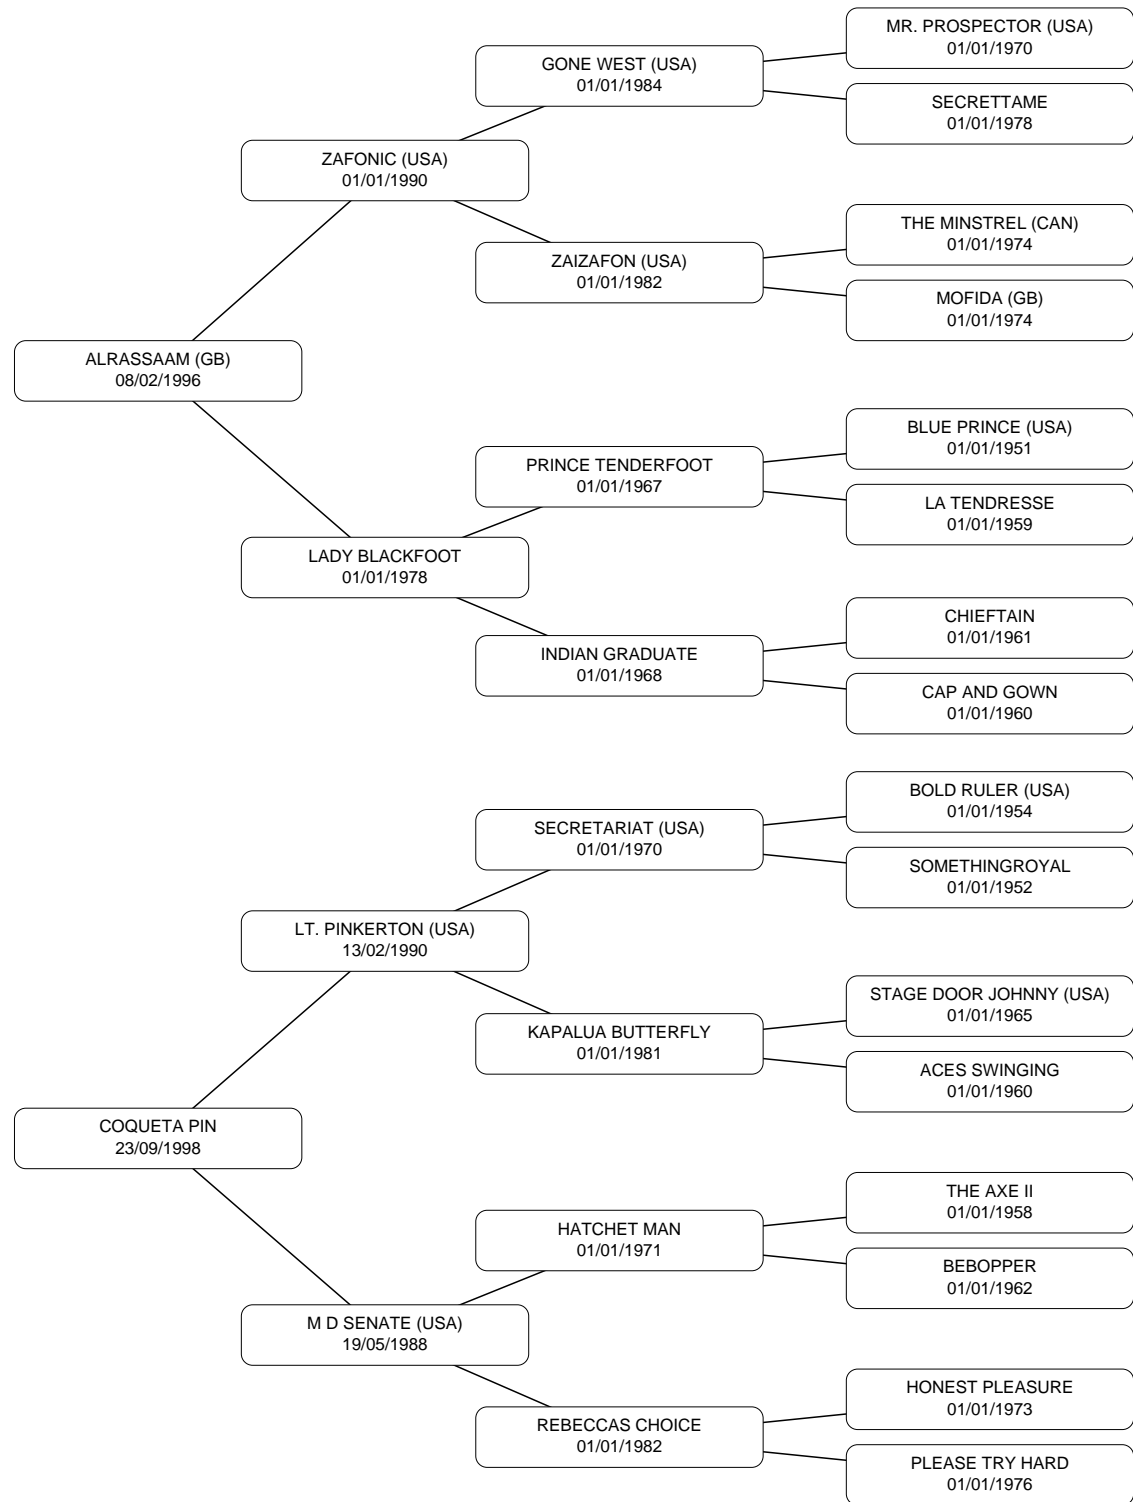 MR. PROSPECTOR (USA)
01/01/1970
GONE WEST (USA)
01/01/1984
SECRETTAME
01/01/1978
ZAFONIC (USA)
01/01/1990
THE MINSTREL (CAN)
01/01/1974
ZAIZAFON (USA)
01/01/1982
MOFIDA (GB)
01/01/1974
ALRASSAAM (GB)
08/02/1996
BLUE PRINCE (USA)
01/01/1951
PRINCE TENDERFOOT
01/01/1967
LA TENDRESSE
01/01/1959
LADY BLACKFOOT
01/01/1978
CHIEFTAIN
01/01/1961
INDIAN GRADUATE
01/01/1968
CAP AND GOWN
01/01/1960
BOLD RULER (USA)
01/01/1954
SECRETARIAT (USA)
01/01/1970
SOMETHINGROYAL
01/01/1952
LT. PINKERTON (USA)
13/02/1990
STAGE DOOR JOHNNY (USA)
01/01/1965
KAPALUA BUTTERFLY
01/01/1981
ACES SWINGING
01/01/1960
COQUETA PIN
23/09/1998
THE AXE II
01/01/1958
HATCHET MAN
01/01/1971
BEBOPPER
01/01/1962
M D SENATE (USA)
19/05/1988
HONEST PLEASURE
01/01/1973
REBECCAS CHOICE
01/01/1982
PLEASE TRY HARD
01/01/1976